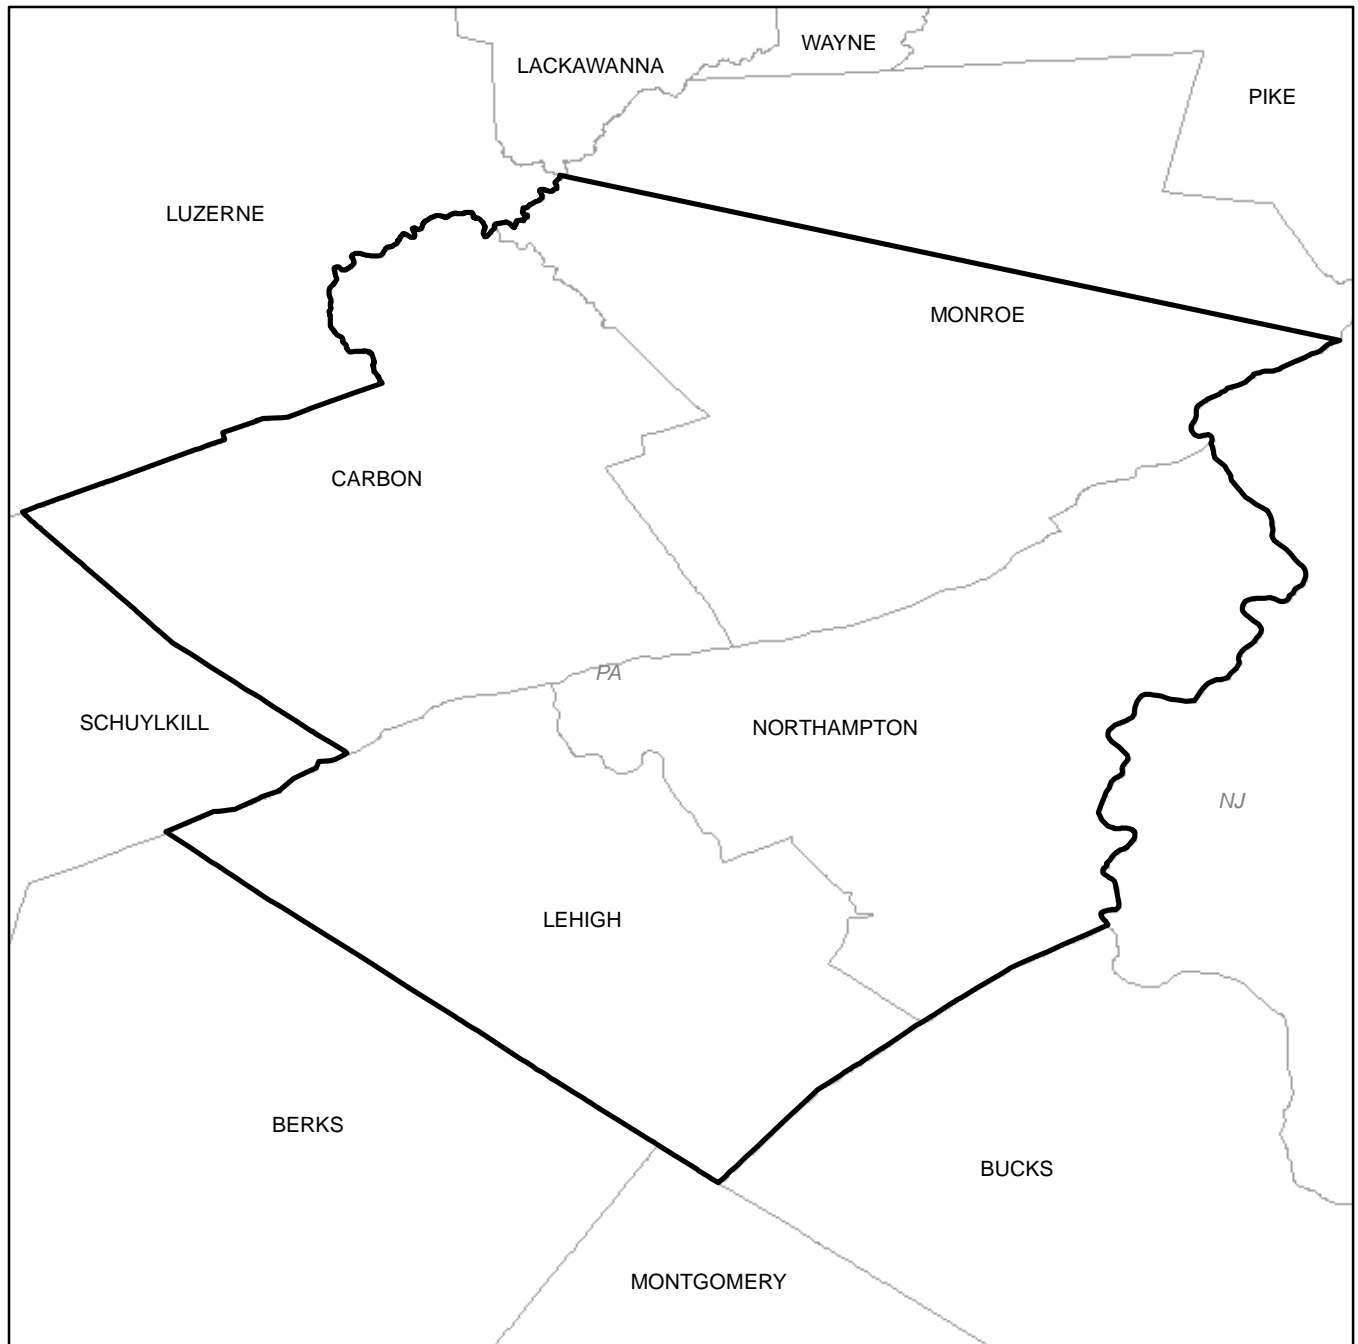 WAYNE
LACKAWANNA
PIKE
LUZERNE
MONROE
CARBON
PA
SCHUYLKILL
NORTHAMPTON
NJ
LEHIGH
BERKS
BUCKS
MONTGOMERY